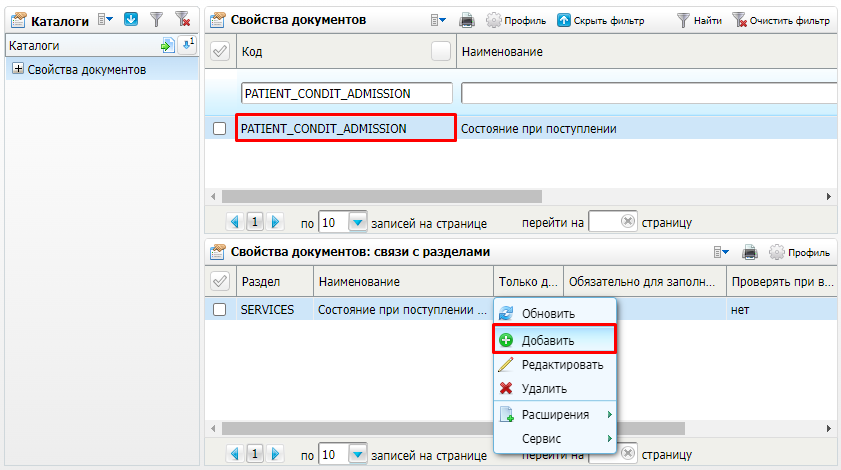 Каталоги
Каталоги
Свойства документов
Свойства документов
Профиль
Скрыть фильтр
Найти
Очистить фильтр
Код
Наименование
PATIENT_CONDIT_ADMISSION
PATIENT_CONDIT_ADMISSION
Состояние при поступлении
1
по
10
записей на странице
перейти на
страницу
Свойства документов: связи с разделами
Профиль
Раздел
Наименование
Только д...
Обязательно для заполн...
Проверять при в...
SERVICES
Состояние при поступлении ...
нет
Обновить
Добавить
Редактировать
Удалить
Расширения
Сервис
1
по
10
записей на странице
перейти на
страницу